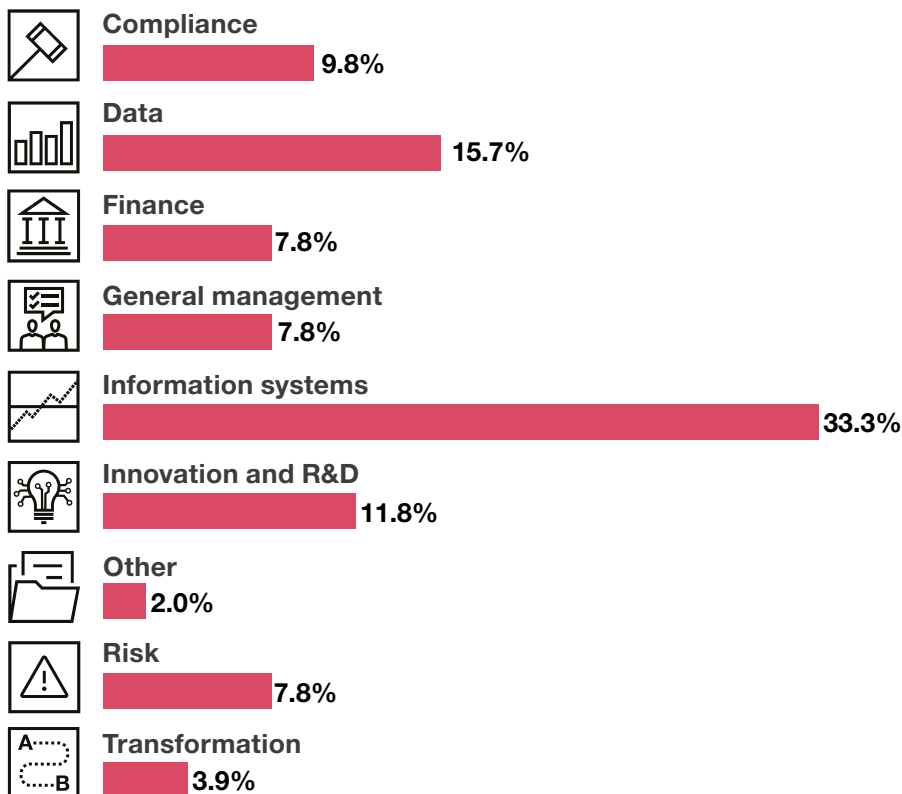 Compliance
9.8%
Data
15.7%
Finance
7.8%
General management
7.8%
Information systems
33.3%
Innovation and R&D
11.8%
Other
2.0%
Risk
7.8%
A
B
Transformation
3.9%